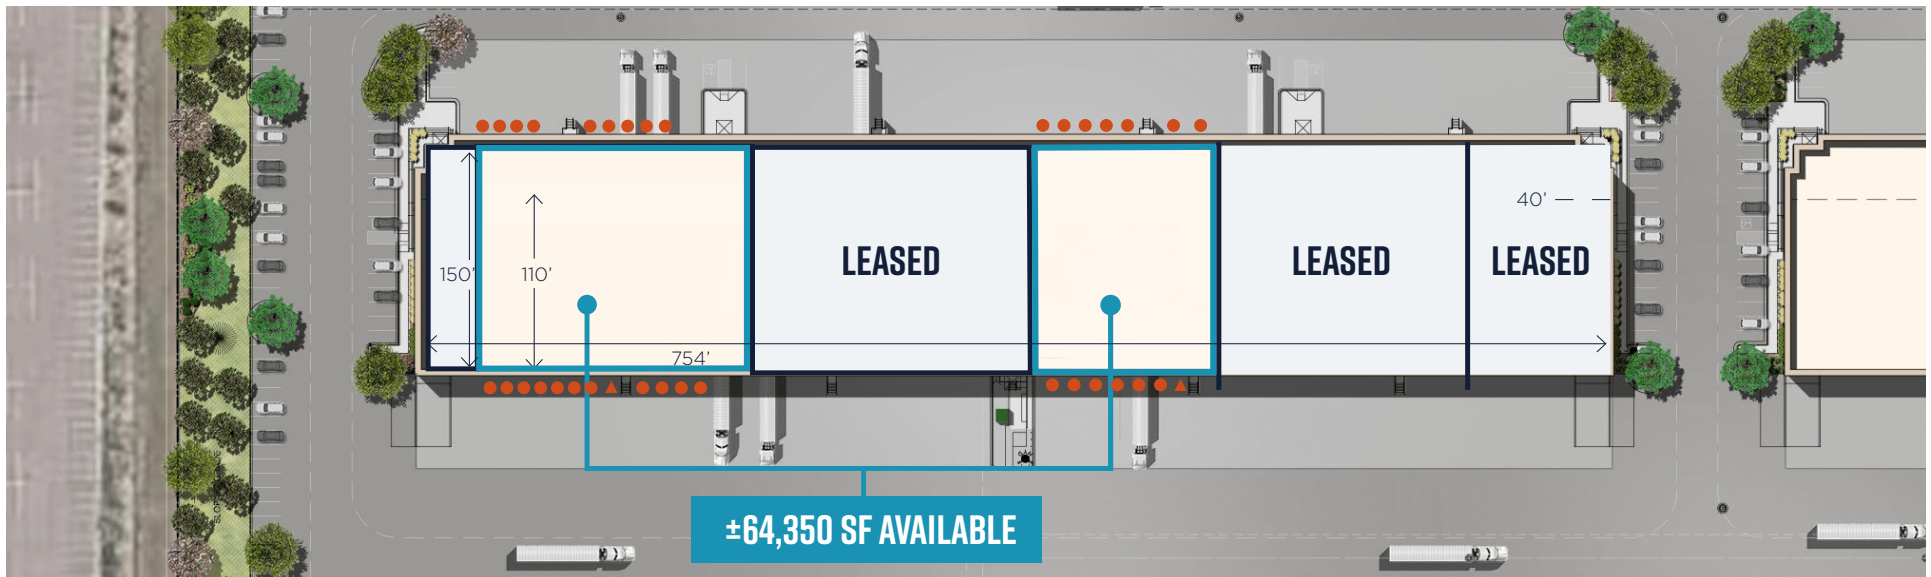 40'
LEASED
LEASED
LEASED
150'
110'
754'
±64,350 SF AVAILABLE